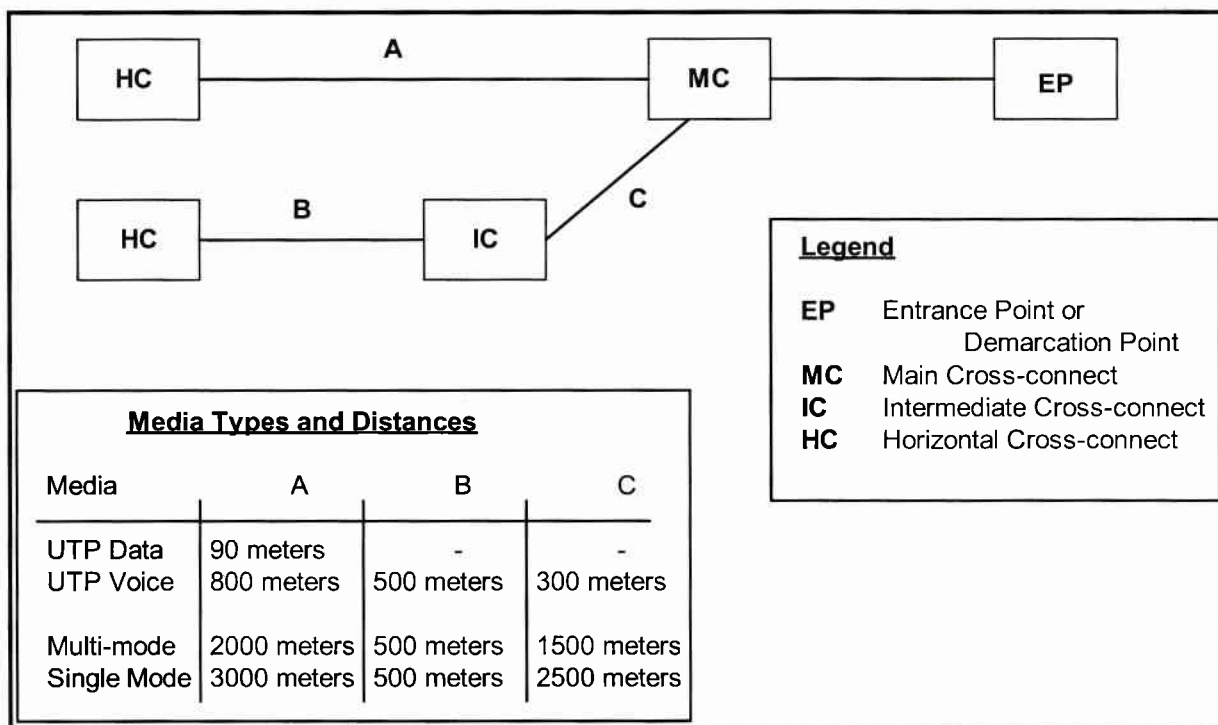 A
HC
MC
EP
B
C
HC
IC
Legend
EP Entrance Point or
Demarcation Point
MC Main Cross-connect
IC Intermediate Cross-connect
HC Horizontal Cross-connect
Media Types and Distances
Media A B C
UTP Data 90 meters - -
UTP Voice 800 meters 500 meters 300 meters
Multi-mode 2000 meters 500 meters 1500 meters
Single Mode 3000 meters 500 meters 2500 meters